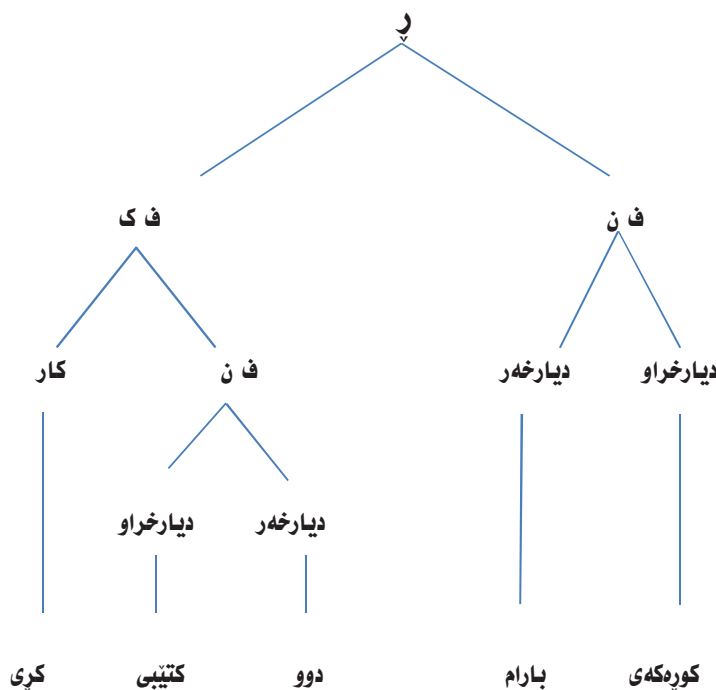 ڕ
ف ن ف ک
دیارخراو دیارخەر ف ن کار
دیارخەر دیارخراو
کوڕەکەی بارام دوو کتێبی کڕی